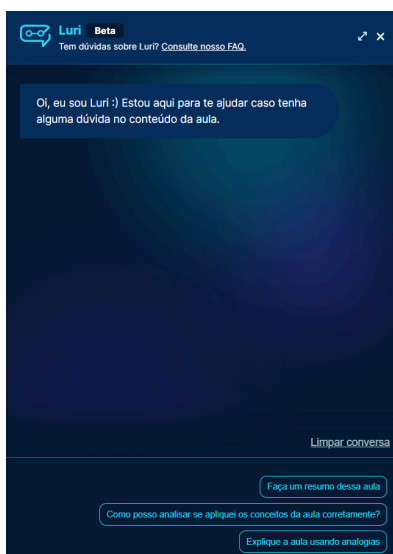 Luri Beta
Tem dúvidas sobre Luri? Consulte nosso FAQ.
Oi, eu sou Luri :) Estou aqui para te ajudar caso tenha
alguma dúvida no conteúdo da aula.
Limpar conversa
Faça um resumo dessa aula
Como posso analisar se apliquei os conceitos da aula corretamente?
Explique a aula usando analogias